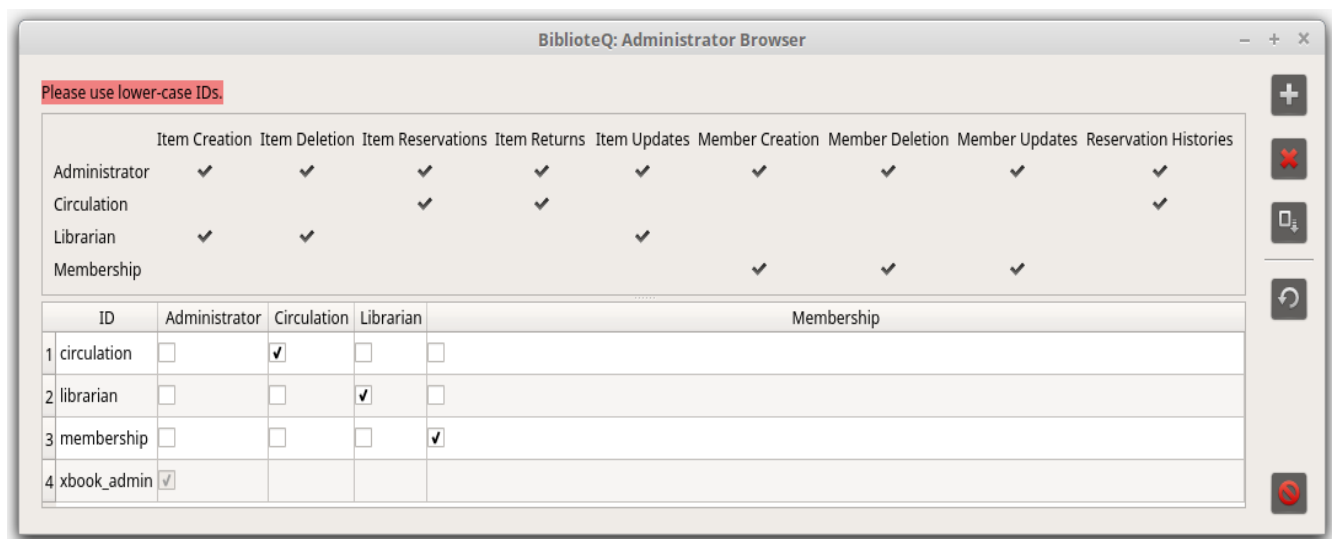 BiblioteQ: Administrator Browser
Please use lower-case IDs.
Item Creation Item Deletion Item Reservations Item Returns Item Updates Member Creation Member Deletion Member Updates Reservation Histories
Administrator
Circulation
Librarian
Membership
ID Administrator Circulation Librarian Membership
1 circulation
2 librarian
3 membership
4 xbook_admin